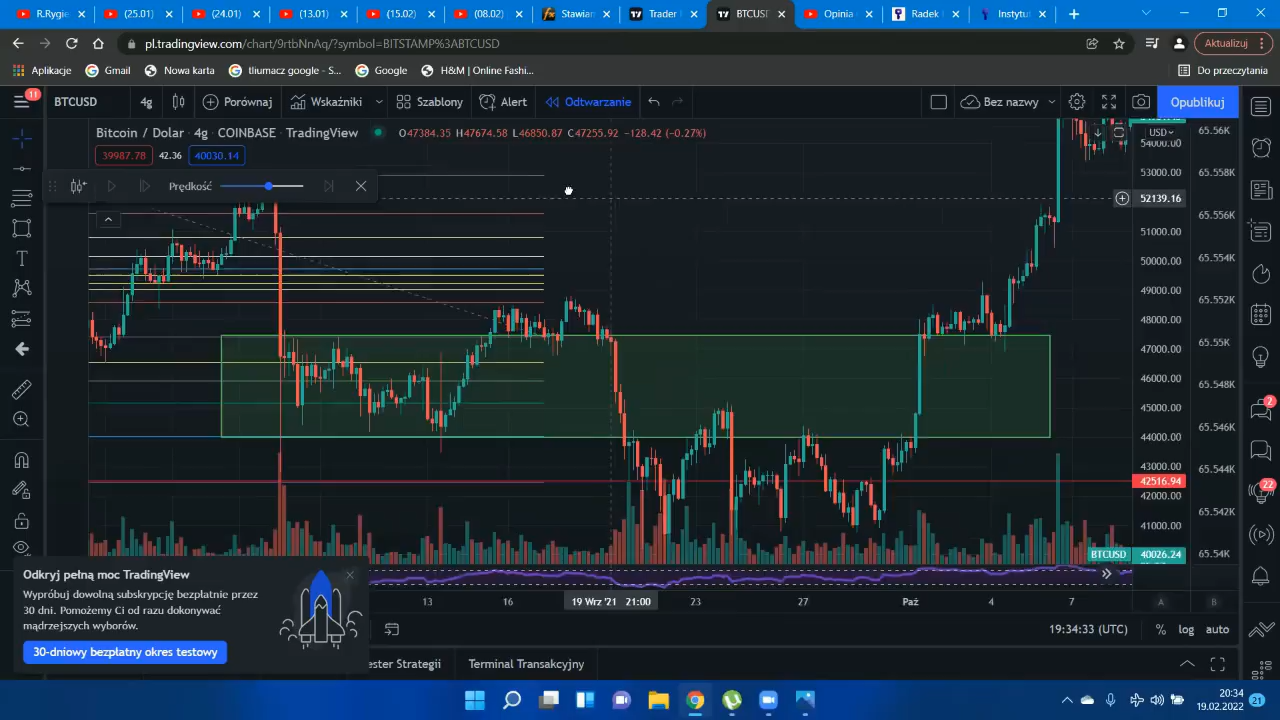 R.Rygie
(25.01)
(24.01)
(13.01)
(15.02)
(08.02)
Stawian
Trader
BTCUSD
Opinia
Radek
Instytut
pl.tradingview.com/chart/9rtbNnAq/?symbol=BITSTAMP%3ABTCUSD
Aktualizuj
Aplikacje
Gmail
Nowa karta
tlumacz google - S...
Google
H&M | Online Fashi...
Do przeczytania
11
BTCUSD
4g
Porównaj
Wskaźniki
Szablony
Alert
Odtwarzanie
Bez nazwy
Opublikuj
Bitcoin / Dolar · 4g · COINBASE · TradingView
O47384.35 H47674.58 L46850.87 C47255.92 −128.42 (−0.27%)
39987.78
42.36
40030.14
Prędkość
USD
54000.00
53000.00
52139.16
51000.00
50000.00
49000.00
48000.00
47000.00
46000.00
45000.00
44000.00
43000.00
42516.94
42000.00
41000.00
BTCUSD
40026.24
65.56K
65.558K
65.556K
65.554K
65.552K
65.55K
65.548K
65.546K
65.544K
65.542K
65.54K
2
22
Odkryj pełną moc TradingView
Wypróbuj dowolną subskrypcję bezpłatnie przez
30 dni. Pomożemy Ci od razu dokonywać
mądrzejszych wyborów.
30-dniowy bezpłatny okres testowy
13
16
19 Wrz '21 21:00
23
27
Paź
4
7
A
B
19:34:33 (UTC)
%
log
auto
ester Strategii
Terminal Transakcyjny
20:34
19.02.2022
21